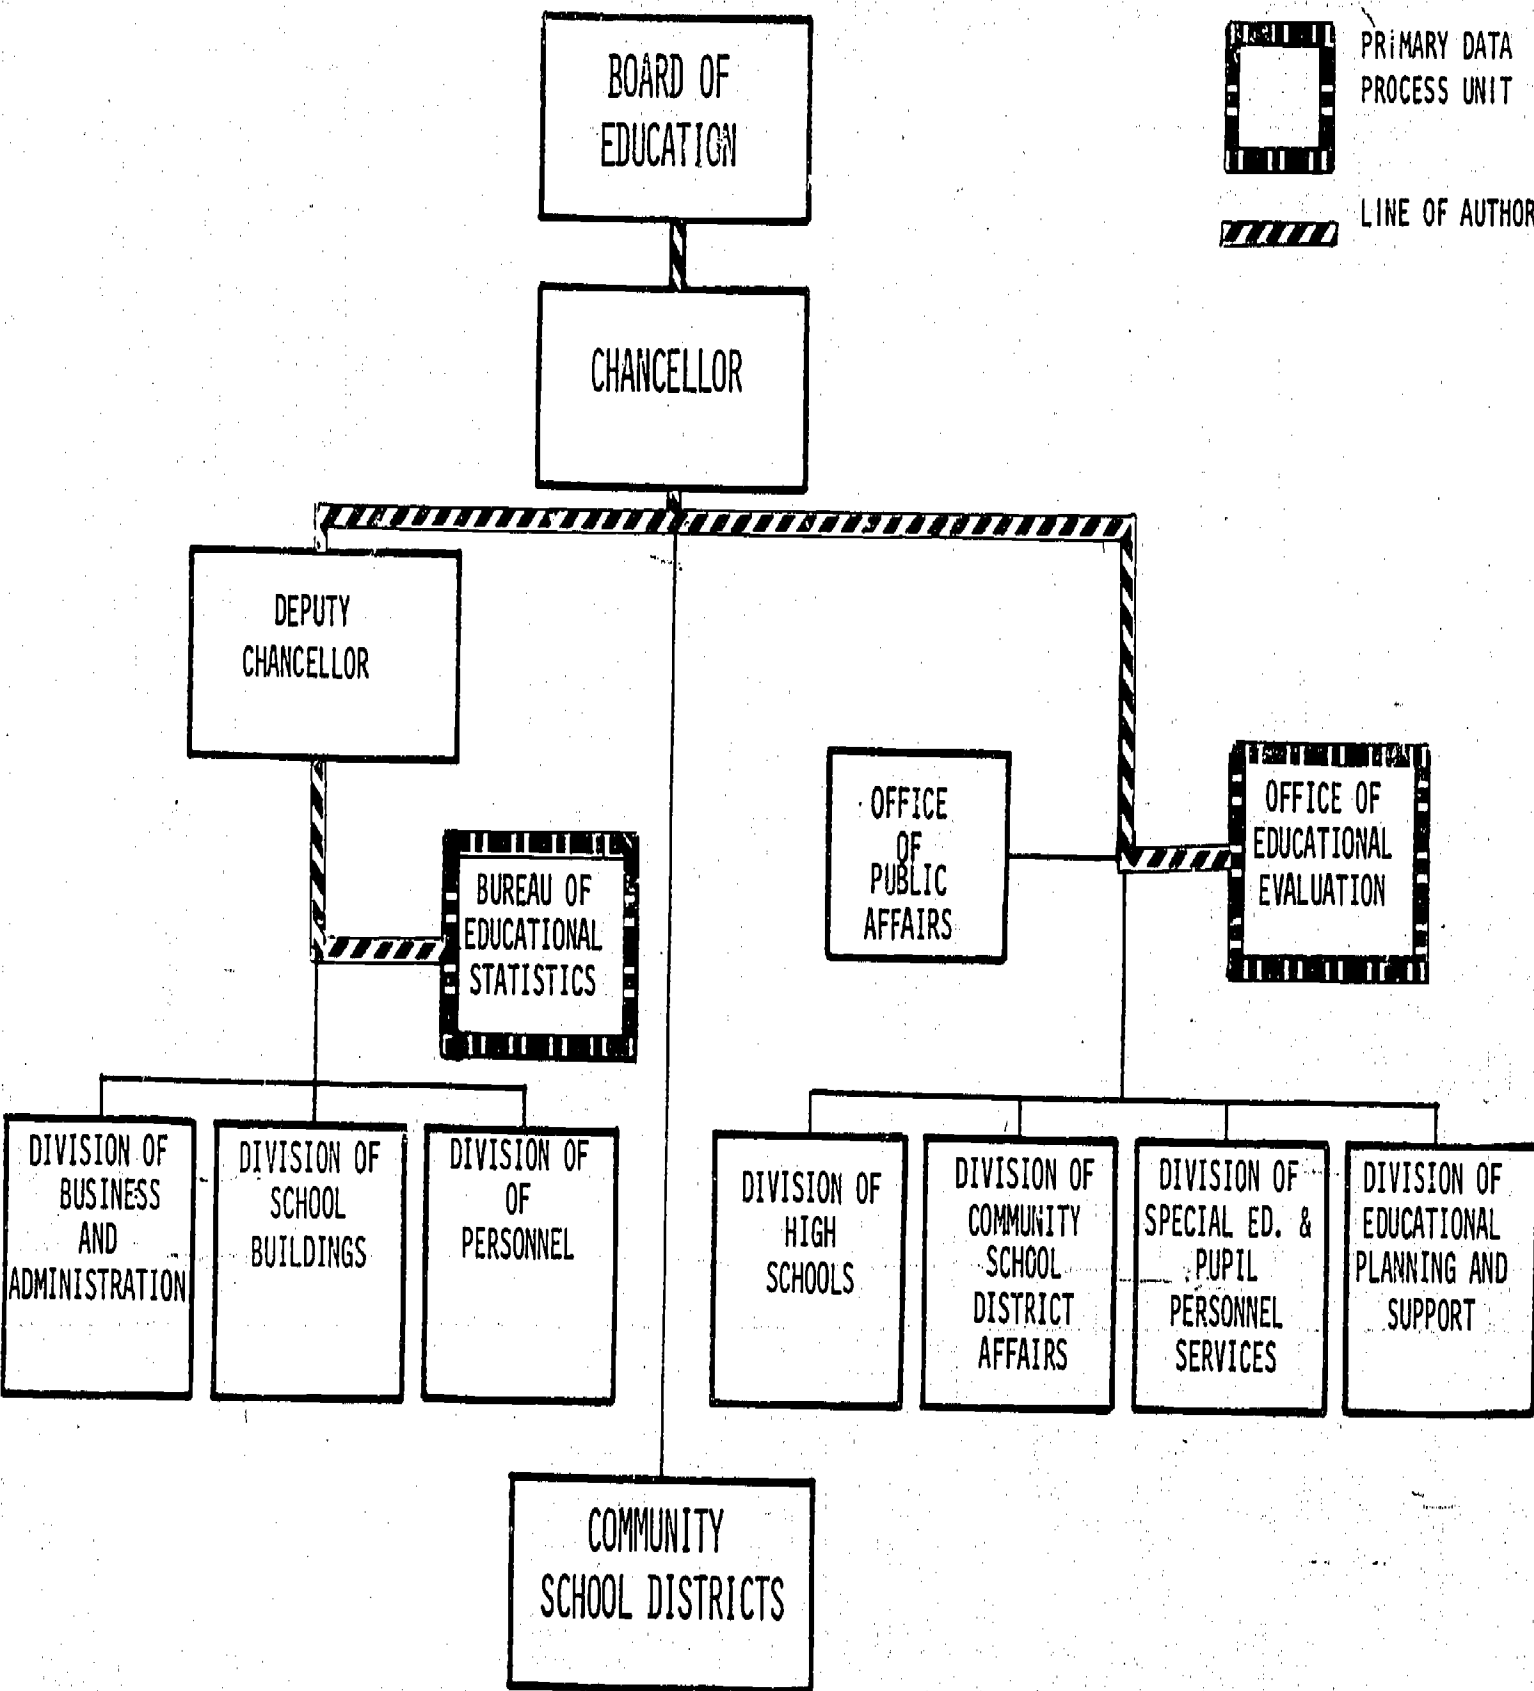 BOARD OF
EDUCATION
PRIMARY DATA
PROCESS UNIT
LINE OF AUTHOR
CHANCELLOR
DEPUTY
CHANCELLOR
OFFICE
OF
PUBLIC
AFFAIRS
OFFICE OF
EDUCATIONAL
EVALUATION
BUREAU OF
EDUCATIONAL
STATISTICS
DIVISION OF
BUSINESS
AND
ADMINISTRATION
DIVISION OF
SCHOOL
BUILDINGS
DIVISION OF
OF
PERSONNEL
DIVISION OF
HIGH
SCHOOLS
DIVISION OF
COMMUNITY
SCHOOL
DISTRICT
AFFAIRS
DIVISION OF
SPECIAL ED. &
PUPIL
PERSONNEL
SERVICES
DIVISION OF
EDUCATIONAL
PLANNING AND
SUPPORT
COMMUNITY
SCHOOL DISTRICTS